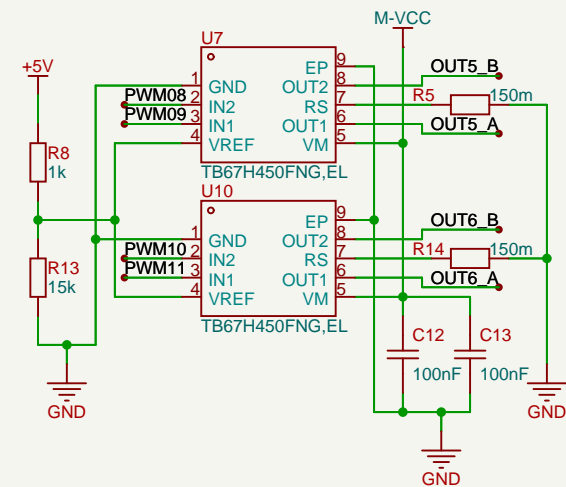 M-VCC
U7
+5V
EP 9 OUT5_B
1 GND OUT2 8
PWM08 2 IN2 RS 7 R5 150m
PWM09 3 IN1 OUT1 6 OUT5_A
4 VREF VM 5
R8
1k
TB67H450FNG,EL
U10
EP 9 OUT6_B
1 GND OUT2 8
PWM10 2 IN2 RS 7 R14 150m
PWM11 3 IN1 OUT1 6 OUT6_A
4 VREF VM 5
R13
15k
TB67H450FNG,EL
C12 C13
100nF 100nF
GND GND
GND